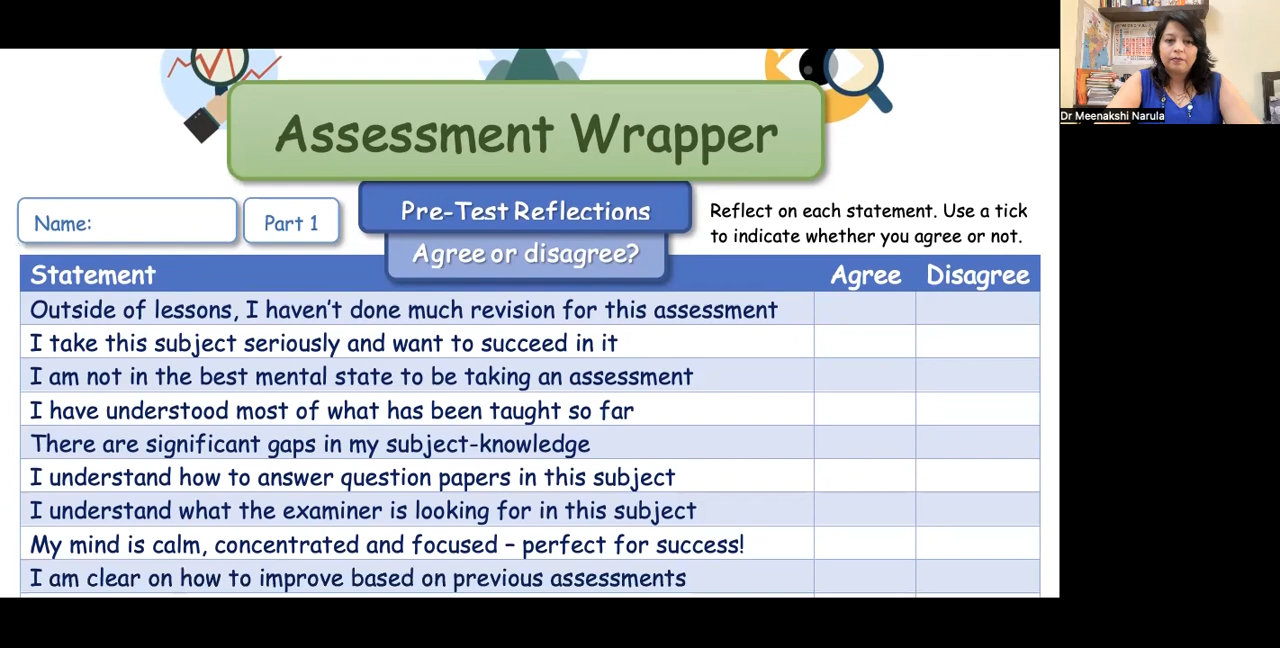 Assessment Wrapper
Name:
Part 1
Pre-Test Reflections
Agree or disagree?
Reflect on each statement. Use a tick
to indicate whether you agree or not.
Statement Agree Disagree
Outside of lessons, I haven't done much revision for this assessment
I take this subject seriously and want to succeed in it
I am not in the best mental state to be taking an assessment
I have understood most of what has been taught so far
There are significant gaps in my subject-knowledge
I understand how to answer question papers in this subject
I understand what the examiner is looking for in this subject
My mind is calm, concentrated and focused – perfect for success!
I am clear on how to improve based on previous assessments
Dr Meenakshi Narula